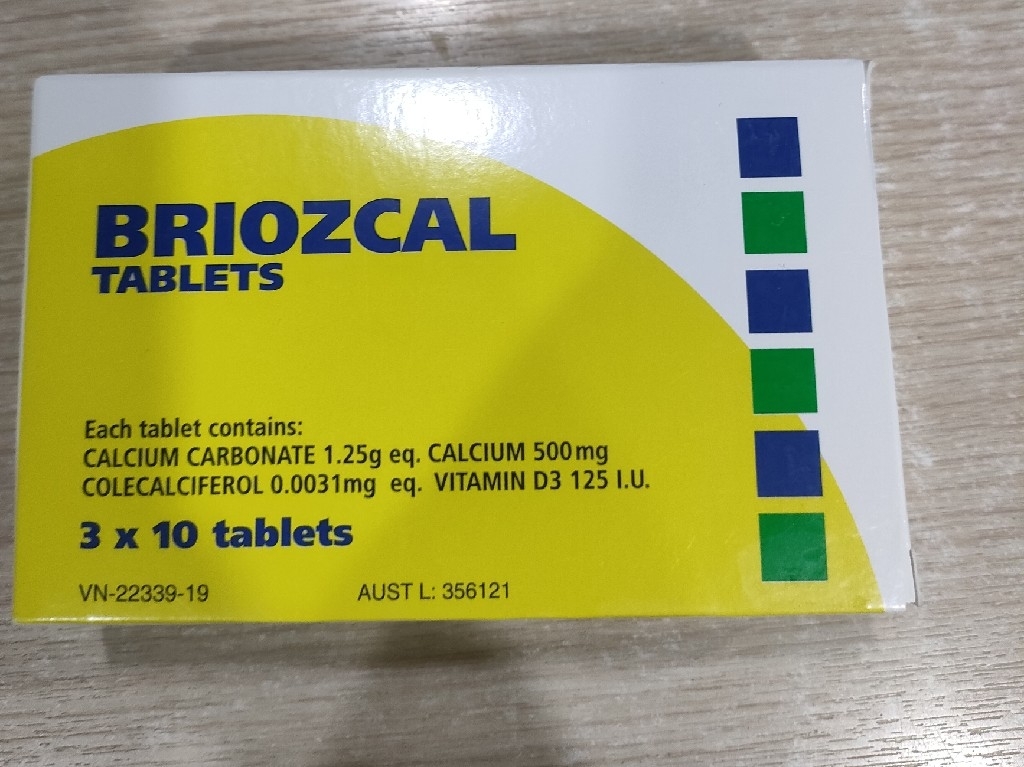 BRIOZCAL
TABLETS
Each tablet contains:
CALCIUM CARBONATE 1.25g eq. CALCIUM 500mg
COLECALCIFEROL 0.0031mg eq. VITAMIN D3 125 I.U.
3 x 10 tablets
VN-22339-19 AUST L: 356121